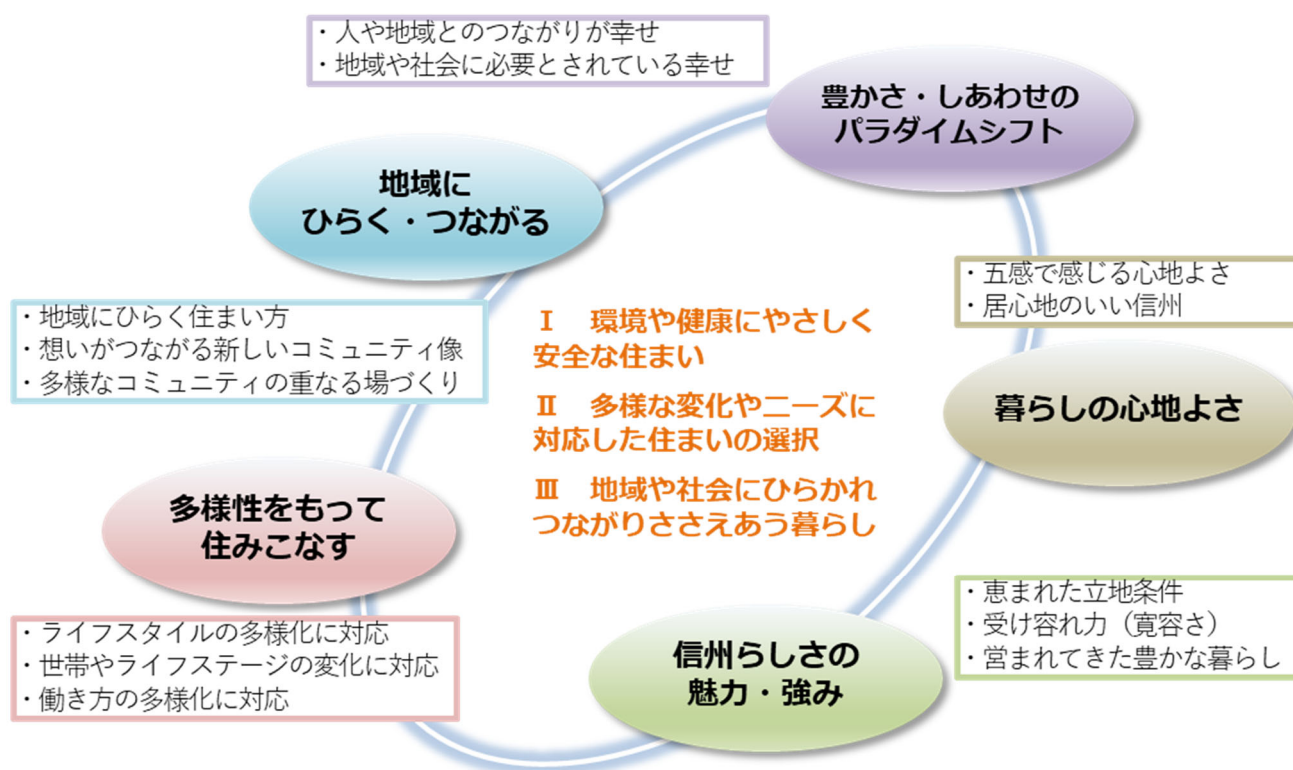 ・人や地域とのつながりが幸せ
・地域や社会に必要とされている幸せ
豊かさ・しあわせの
パラダイムシフト
地域に
ひらく・つながる
・五感で感じる心地よさ
・居心地のいい信州
・地域にひらく住まい方
・想いがつながる新しいコミュニティ像
・多様なコミュニティの重なる場づくり
Ⅰ　環境や健康にやさしく
安全な住まい
Ⅱ　多様な変化やニーズに
対応した住まいの選択
Ⅲ　地域や社会にひらかれ
つながりささえあう暮らし
暮らしの心地よさ
多様性をもって
住みこなす
・恵まれた立地条件
・受け容れ力（寛容さ）
・営まれてきた豊かな暮らし
・ライフスタイルの多様化に対応
・世帯やライフステージの変化に対応
・働き方の多様化に対応
信州らしさの
魅力・強み